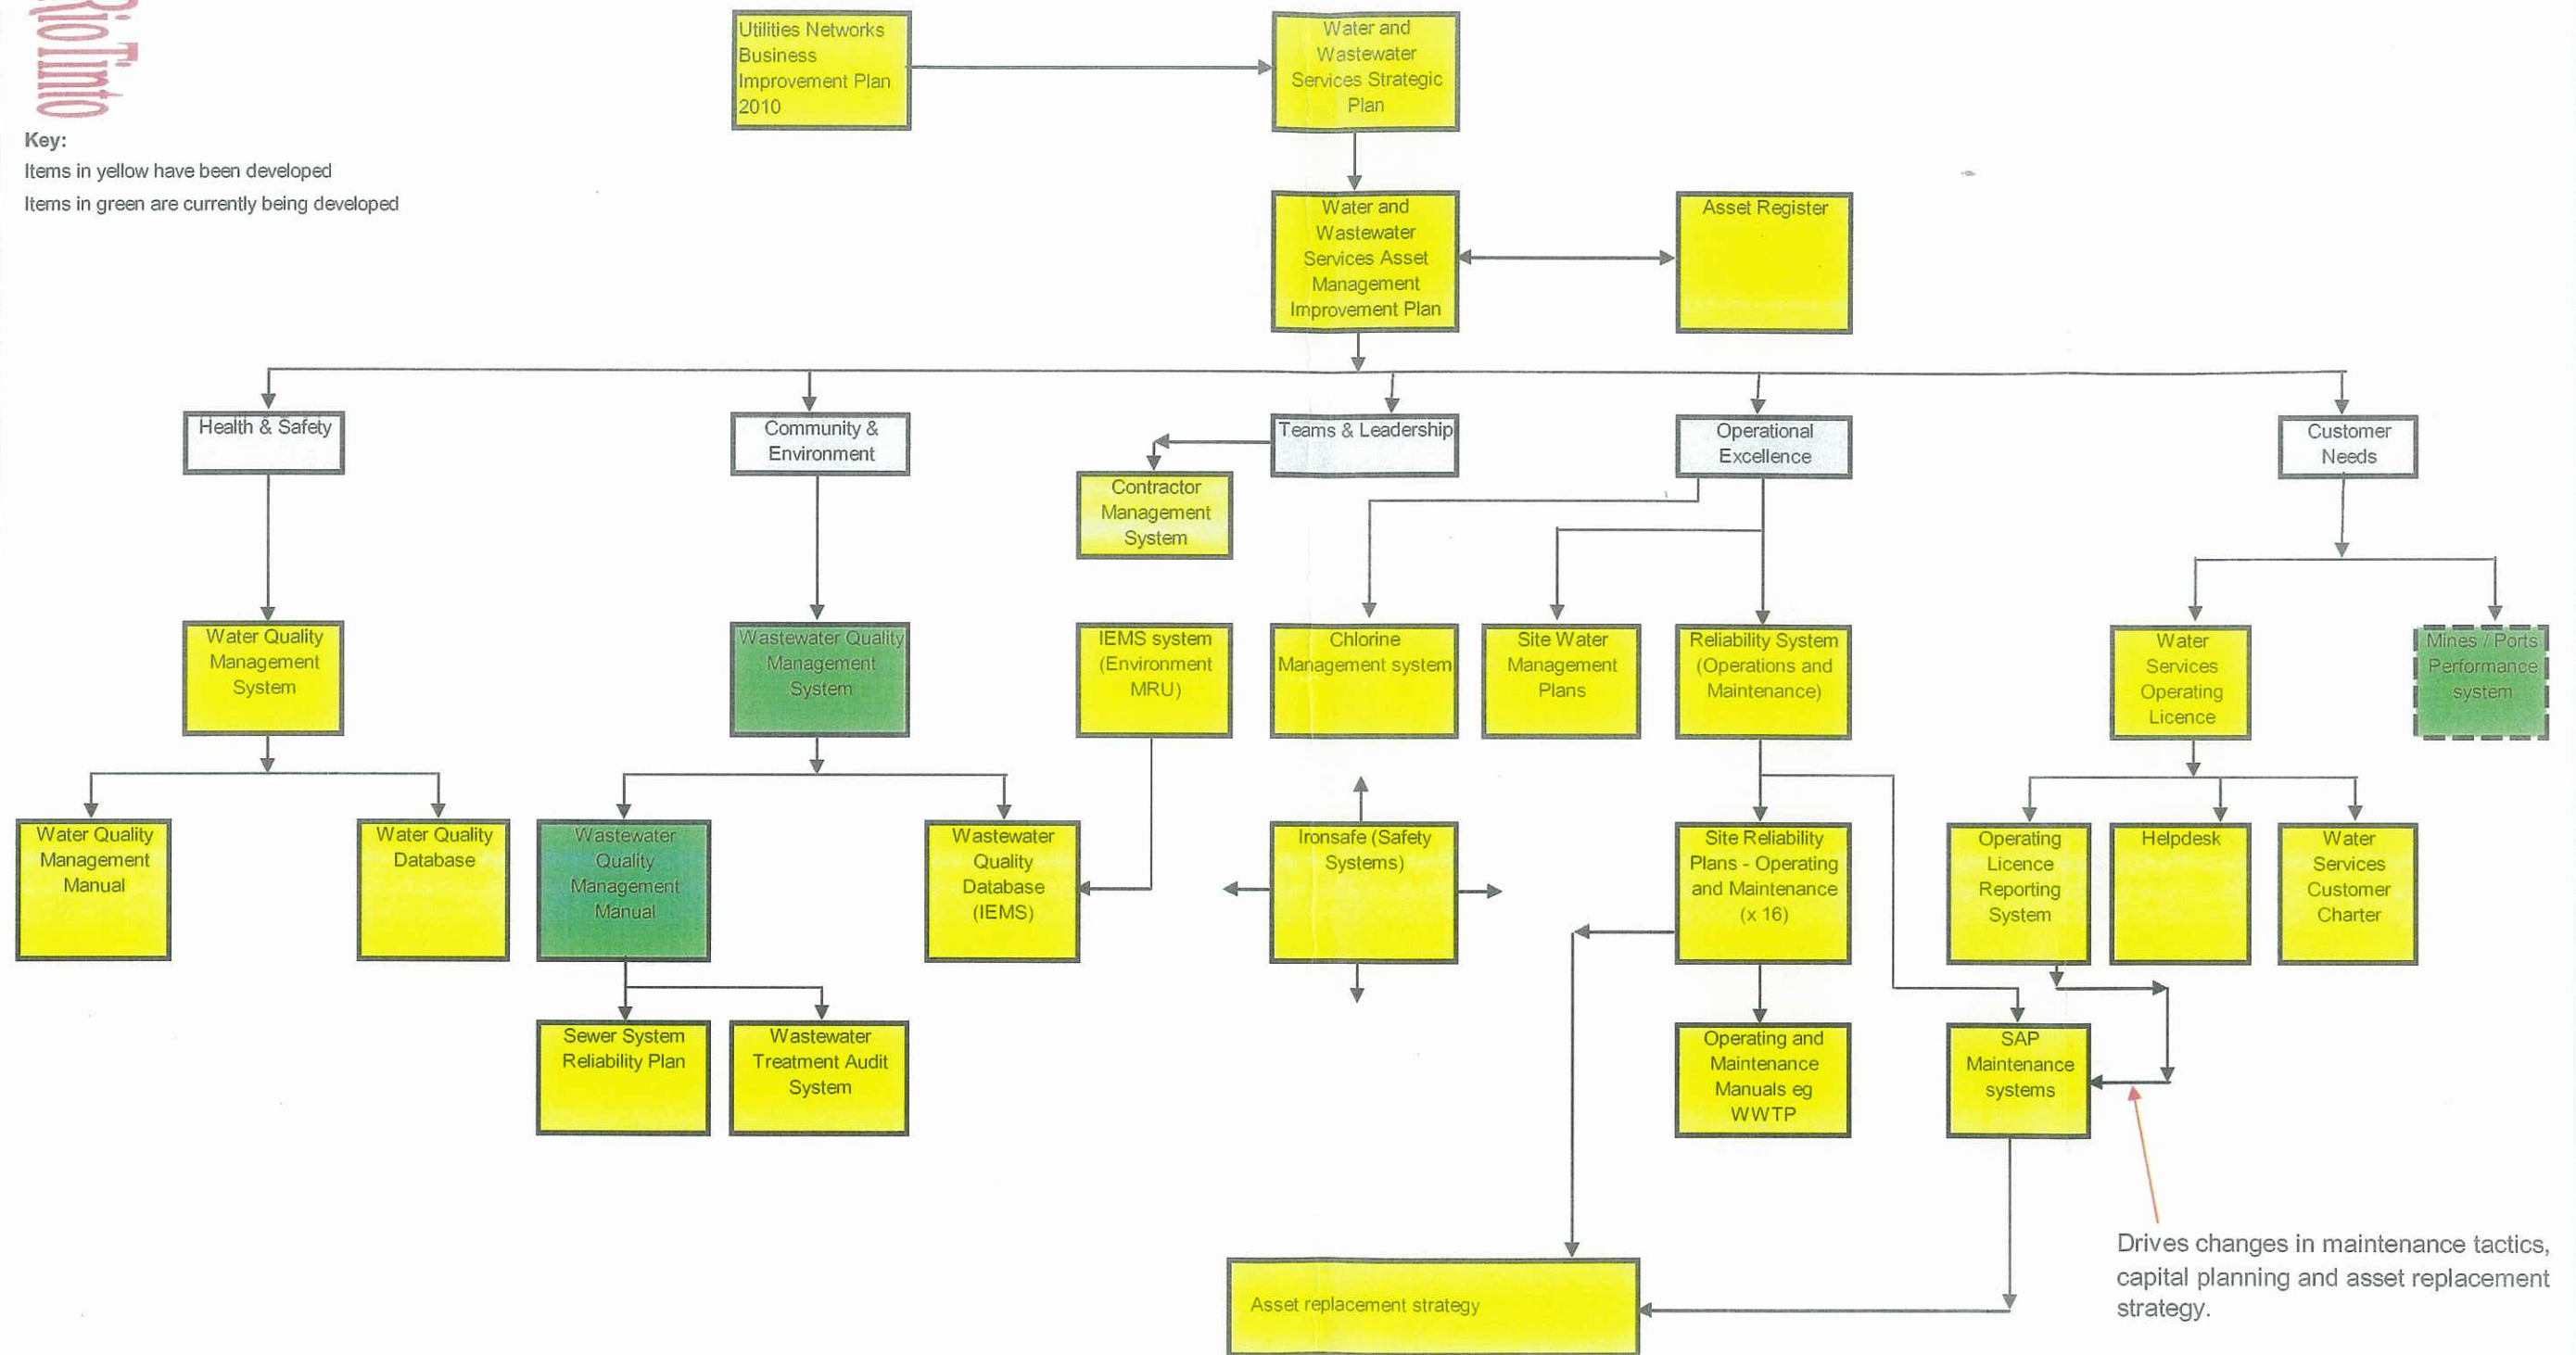 RioTinto
Key:
Items in yellow have been developed
Items in green are currently being developed
Utilities Networks
Business
Improvement Plan
2010
Water and
Wastewater
Services Strategic
Plan
Water and
Wastewater
Services Asset
Management
Improvement Plan
Asset Register
Health & Safety
Community &
Environment
Teams & Leadership
Operational
Excellence
Customer
Needs
Contractor
Management
System
Water Quality
Management
System
Wastewater Quality
Management
System
IEMS system
(Environment
MRU)
Chlorine
Management system
Site Water
Management
Plans
Reliability System
(Operations and
Maintenance)
Water
Services
Operating
Licence
Mines / Ports
Performance
system
Water Quality
Management
Manual
Water Quality
Database
Wastewater
Quality
Management
Manual
Wastewater
Quality
Database
(IEMS)
Ironsafe (Safety
Systems)
Site Reliability
Plans - Operating
and Maintenance
(x 16)
Operating
Licence
Reporting
System
Helpdesk
Water
Services
Customer
Charter
Sewer System
Reliability Plan
Wastewater
Treatment Audit
System
Operating and
Maintenance
Manuals eg
WWTP
SAP
Maintenance
systems
Asset replacement strategy
Drives changes in maintenance tactics,
capital planning and asset replacement
strategy.